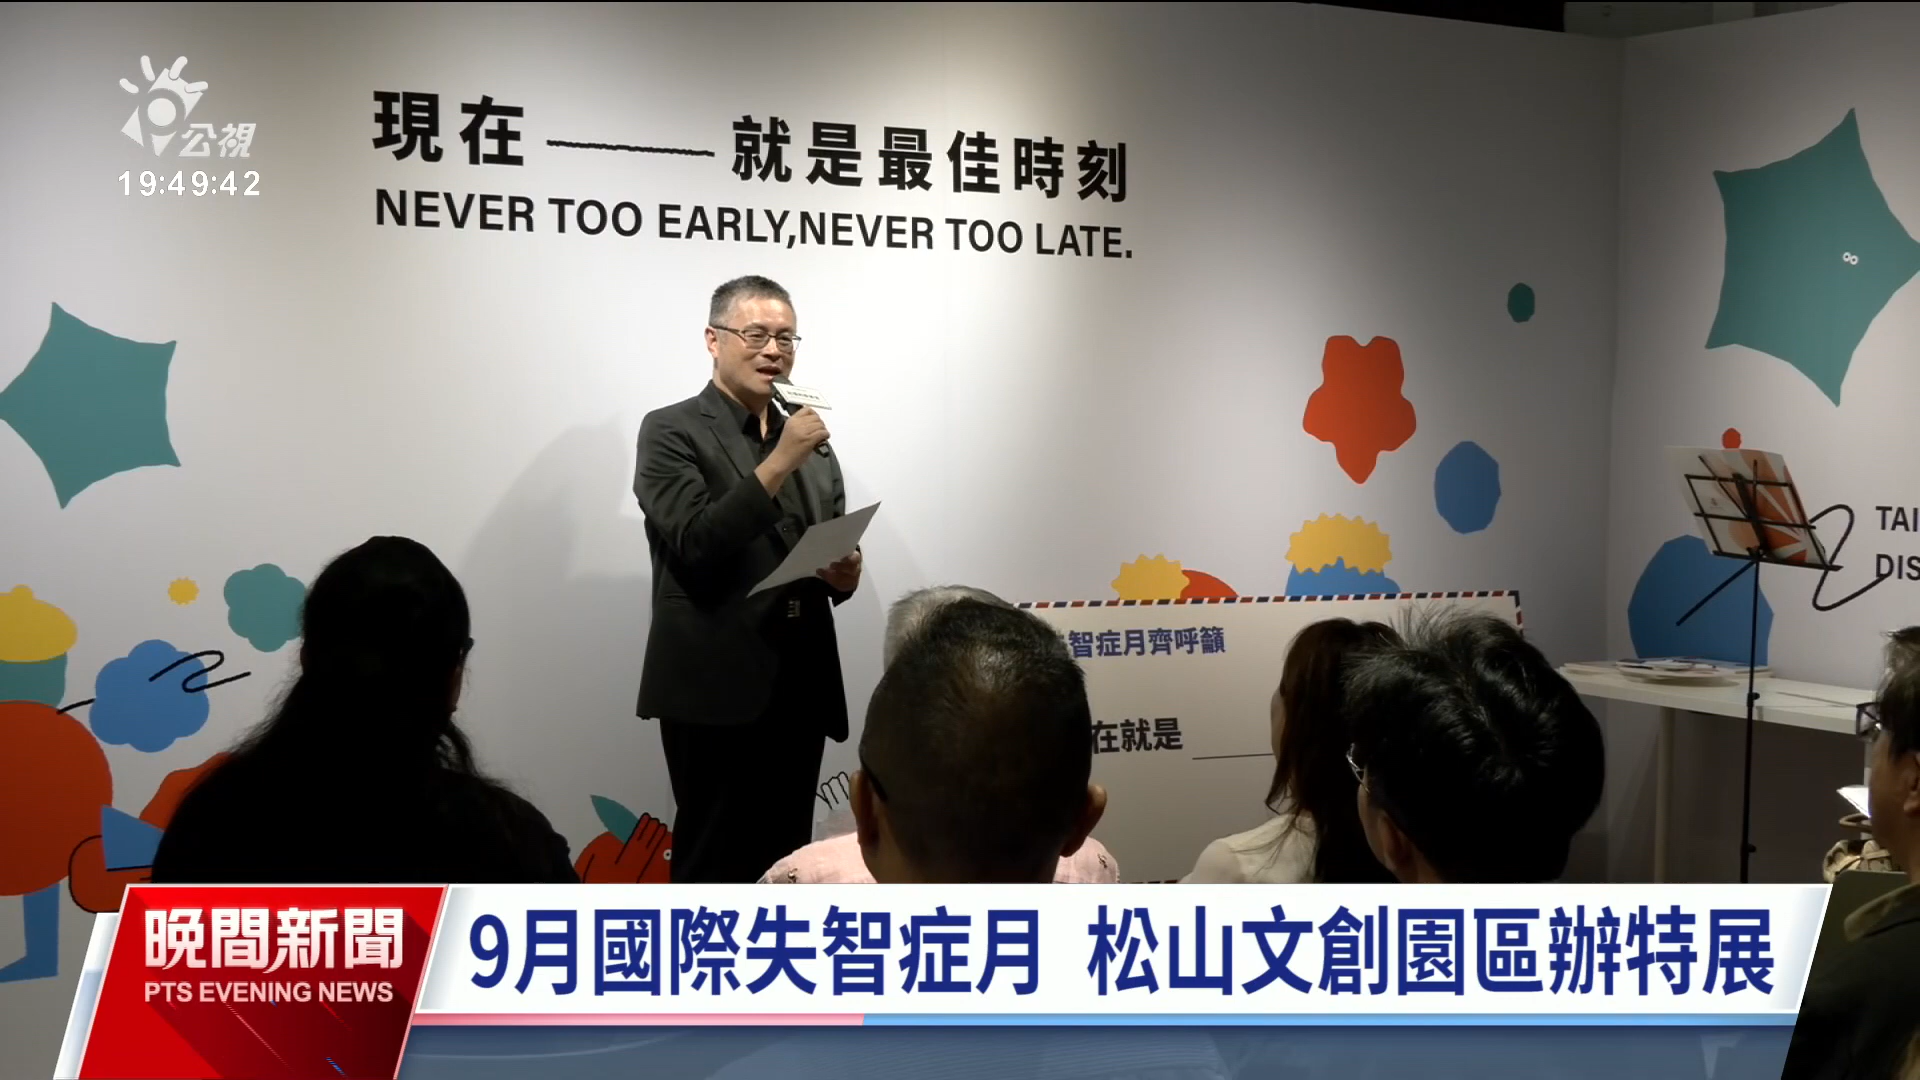 公視
19:49:42
現在——就是最佳時刻
NEVER TOO EARLY,NEVER TOO LATE.
TAI
DIS
智症月齊呼籲
在就是
晚間新聞
PTS EVENING NEWS
9月國際失智症月 松山文創園區辦特展